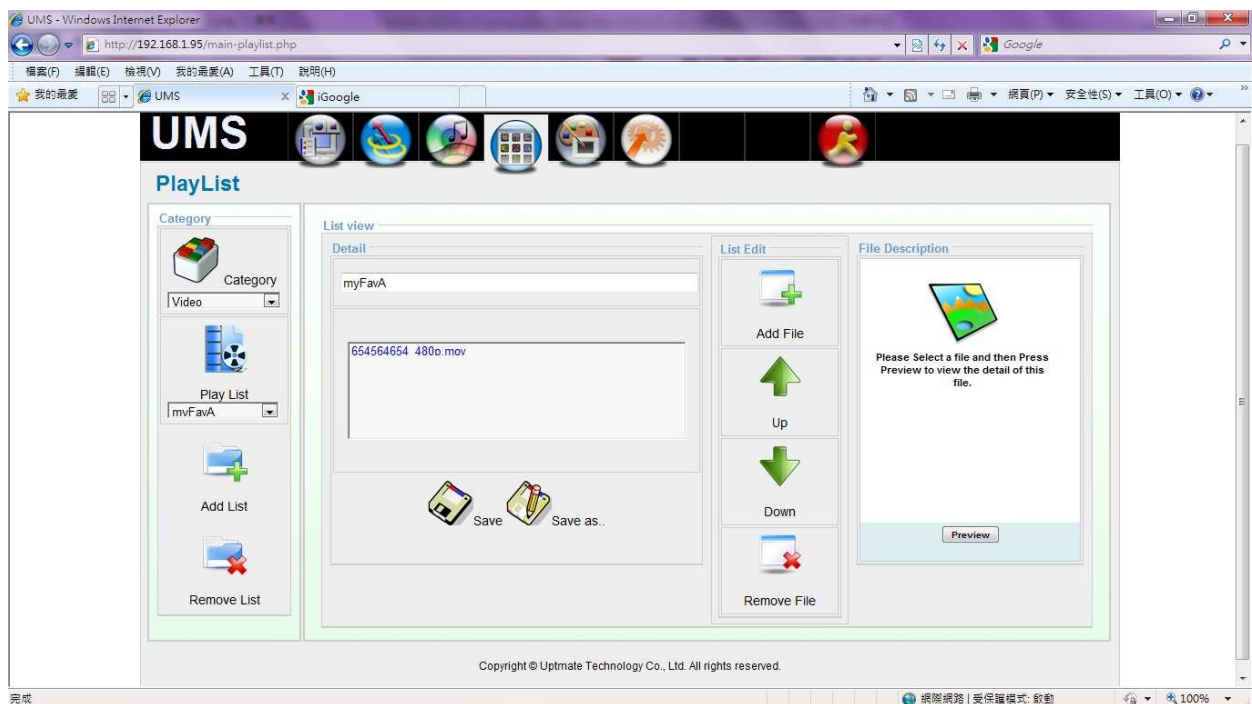 UMS - Windows Internet Explorer
http://192.168.1.95/main-playlist.php
Google
檔案(F) 編輯(E) 檢視(V) 我的最愛(A) 工具(T) 說明(H)
我的最愛 UMS iGoogle 網頁(P) 安全性(S) 工具(O)
UMS
PlayList
Category
Category
Video
Play List
myFavA
Add List
Remove List
List view
Detail
myFavA
654564654_480p.mov
Save Save as..
List Edit
Add File
Up
Down
Remove File
File Description
Please Select a file and then Press
Preview to view the detail of this
file.
Preview
Copyright © Uptmate Technology Co., Ltd. All rights reserved.
完成 網際網路 | 受保護模式: 啟動 100%